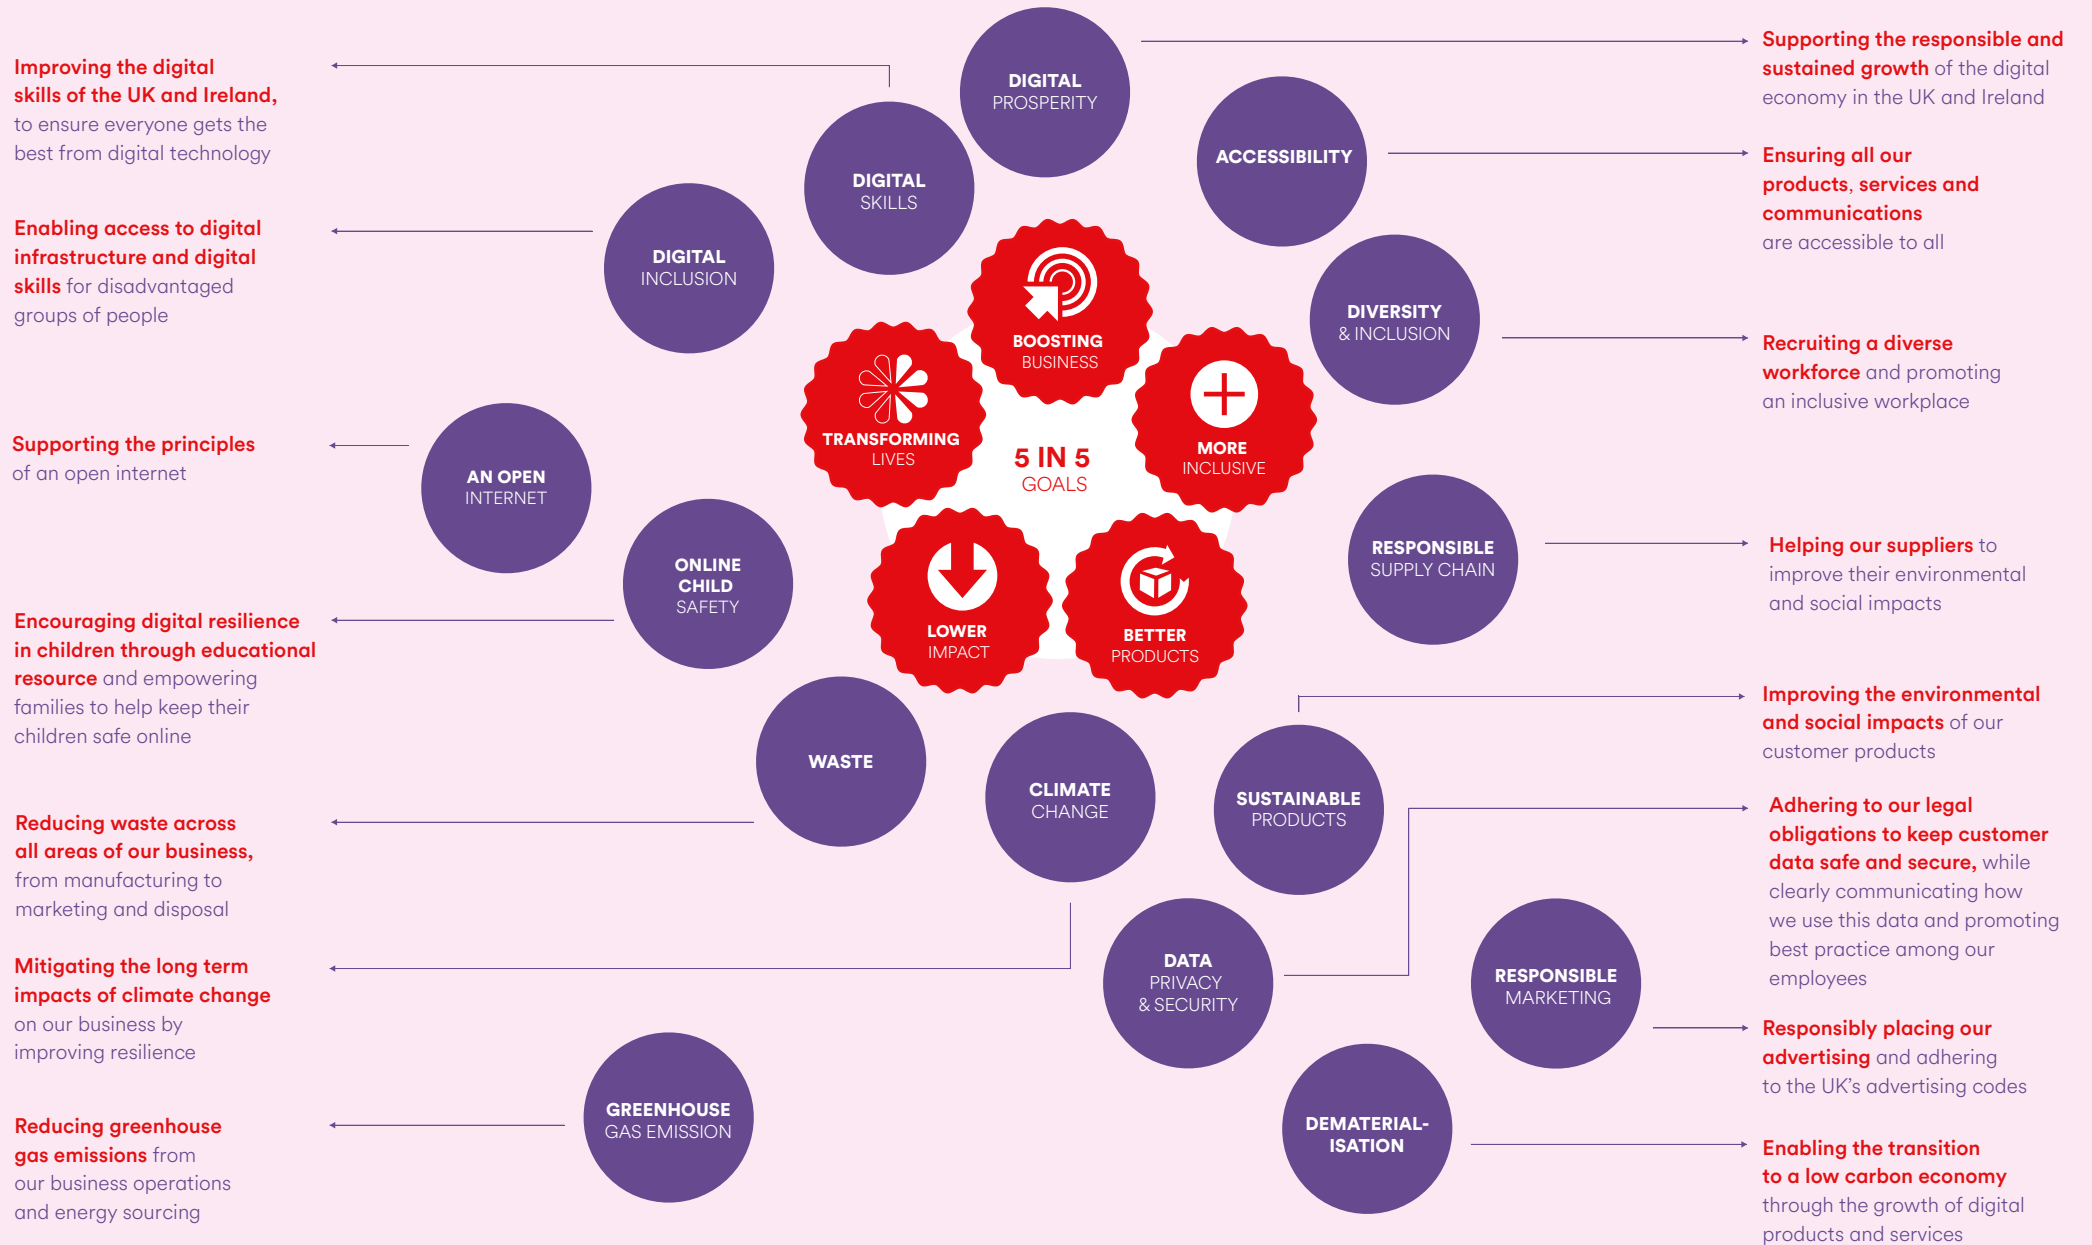 Improving the digital
skills of the UK and Ireland,
to ensure everyone gets the
best from digital technology
Enabling access to digital
infrastructure and digital
skills for disadvantaged
groups of people
Supporting the principles
of an open internet
Encouraging digital resilience
in children through educational
resource and empowering
families to help keep their
children safe online
Reducing waste across
all areas of our business,
from manufacturing to
marketing and disposal
Mitigating the long term
impacts of climate change
on our business by
improving resilience
Reducing greenhouse
gas emissions from
our business operations
and energy sourcing
DIGITAL
PROSPERITY
DIGITAL
SKILLS
DIGITAL
INCLUSION
AN OPEN
INTERNET
ONLINE
CHILD
SAFETY
WASTE
CLIMATE
CHANGE
GREENHOUSE
GAS EMISSION
BOOSTING
BUSINESS
TRANSFORMING
LIVES
5 IN 5
GOALS
MORE
INCLUSIVE
LOWER
IMPACT
BETTER
PRODUCTS
ACCESSIBILITY
DIVERSITY
& INCLUSION
RESPONSIBLE
SUPPLY CHAIN
SUSTAINABLE
PRODUCTS
DATA
PRIVACY
& SECURITY
RESPONSIBLE
MARKETING
DEMATERIAL-
ISATION
Supporting the responsible and
sustained growth of the digital
economy in the UK and Ireland
Ensuring all our
products, services and
communications
are accessible to all
Recruiting a diverse
workforce and promoting
an inclusive workplace
Helping our suppliers to
improve their environmental
and social impacts
Improving the environmental
and social impacts of our
customer products
Adhering to our legal
obligations to keep customer
data safe and secure, while
clearly communicating how
we use this data and promoting
best practice among our
employees
Responsibly placing our
advertising and adhering
to the UK's advertising codes
Enabling the transition
to a low carbon economy
through the growth of digital
products and services